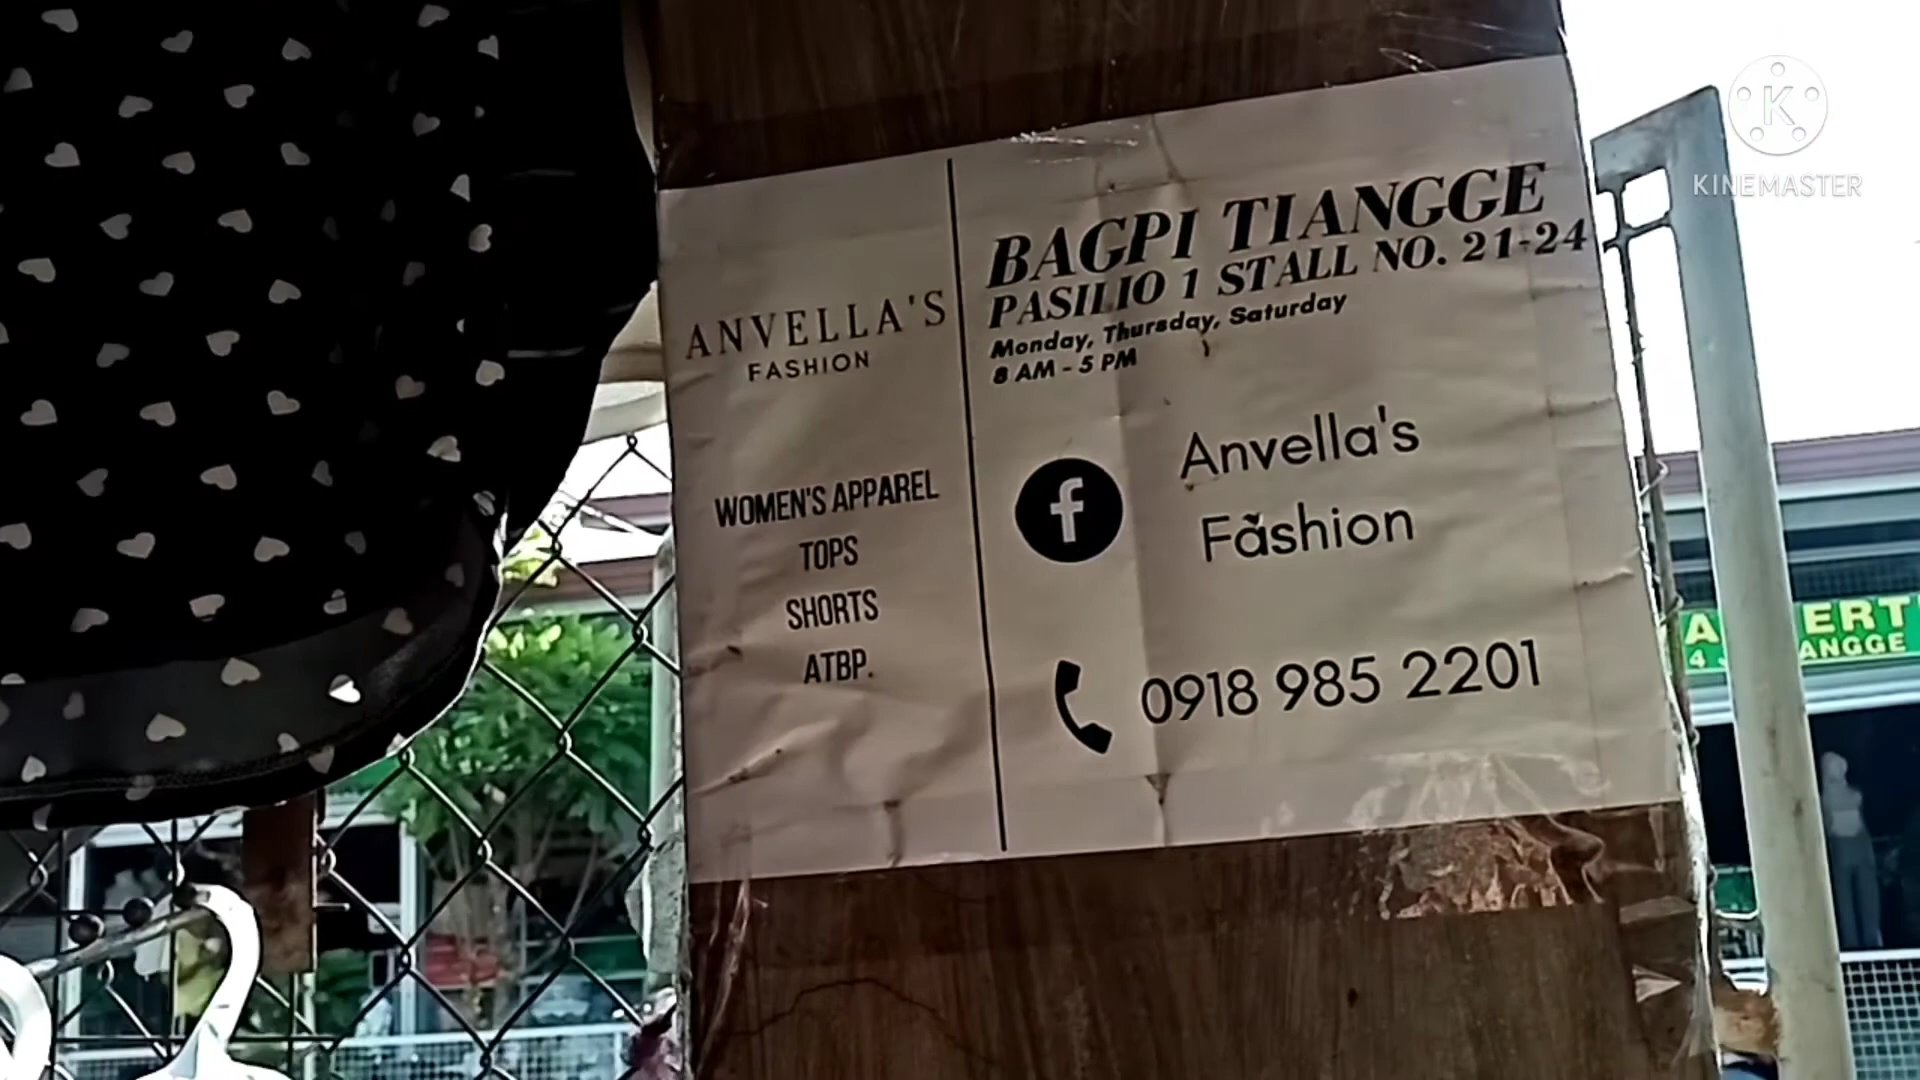 ANVELLA'S
FASHION
WOMEN'S APPAREL
TOPS
SHORTS
ATBP.
BAGPI TIANGGE
PASILIO 1 STALL NO. 21-24
Monday, Thursday, Saturday
8 AM - 5 PM
f
Anvella's
Fashion
0918 985 2201
K
KINEMASTER